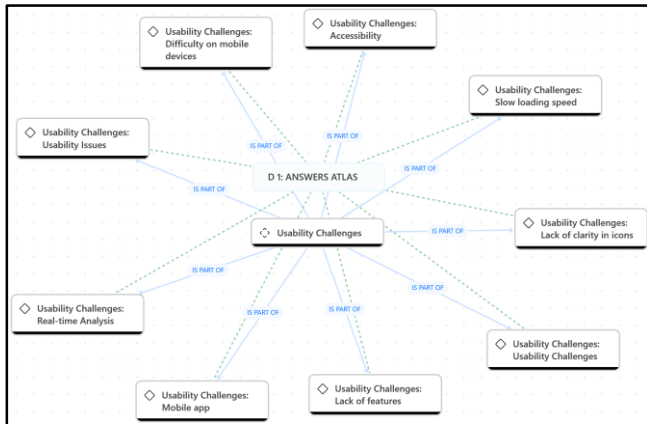 Usability Challenges:
Difficulty on mobile
devices
Usability Challenges:
Accessibility
Usability Challenges:
Slow loading speed
Usability Challenges:
Usability Issues
IS PART OF
IS PART OF
IS PART OF
IS PART OF
D 1: ANSWERS ATLAS
Usability Challenges
IS PART OF
Usability Challenges:
Lack of clarity in icons
Usability Challenges:
Real-time Analysis
IS PART OF
IS PART OF
IS PART OF
IS PART OF
Usability Challenges:
Usability Challenges
Usability Challenges:
Mobile app
Usability Challenges:
Lack of features